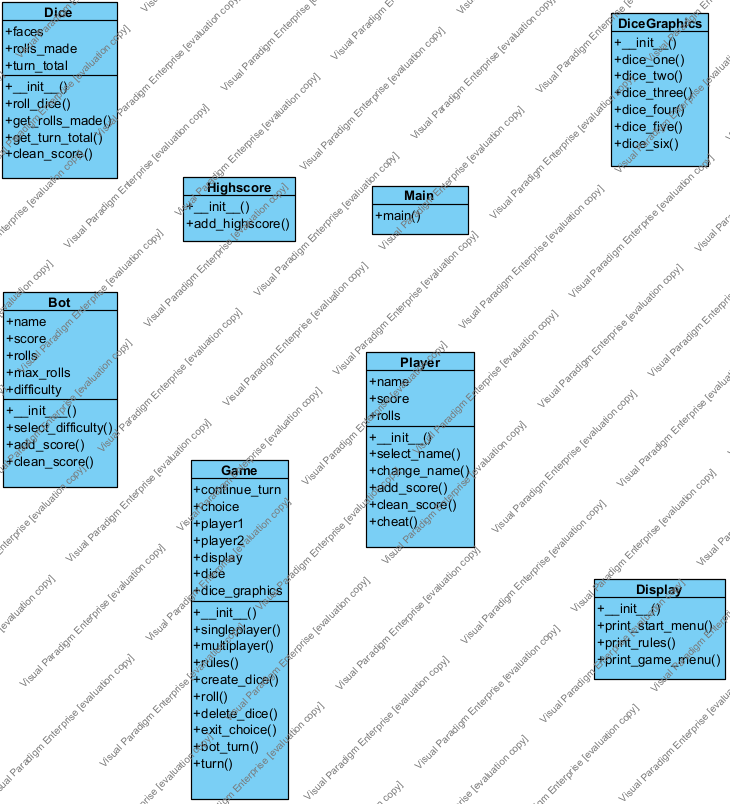 Dice
+faces
+rolls_made
+turn_total
+__init__()
+roll_dice()
+get_rolls_made()
+get_turn_total()
+clean_score()
DiceGraphics
+__init__()
+dice_one()
+dice_two()
+dice_three()
+dice_four()
+dice_five()
+dice_six()
Highscore
+__init__()
+add_highscore()
Main
+main()
Bot
+name
+score
+rolls
+max_rolls
+difficulty
+__init__()
+select_difficulty()
+add_score()
+clean_score()
Player
+name
+score
+rolls
+__init__()
+select_name()
+change_name()
+add_score()
+clean_score()
+cheat()
Game
+continue_turn
+choice
+player1
+player2
+display
+dice
+dice_graphics
+__init__()
+singleplayer()
+multiplayer()
+rules()
+create_dice()
+roll()
+delete_dice()
+exit_choice()
+bot_turn()
+turn()
Display
+__init__()
+print_start_menu()
+print_rules()
+print_game_menu()
Visual Paradigm Enterprise [evaluation copy]